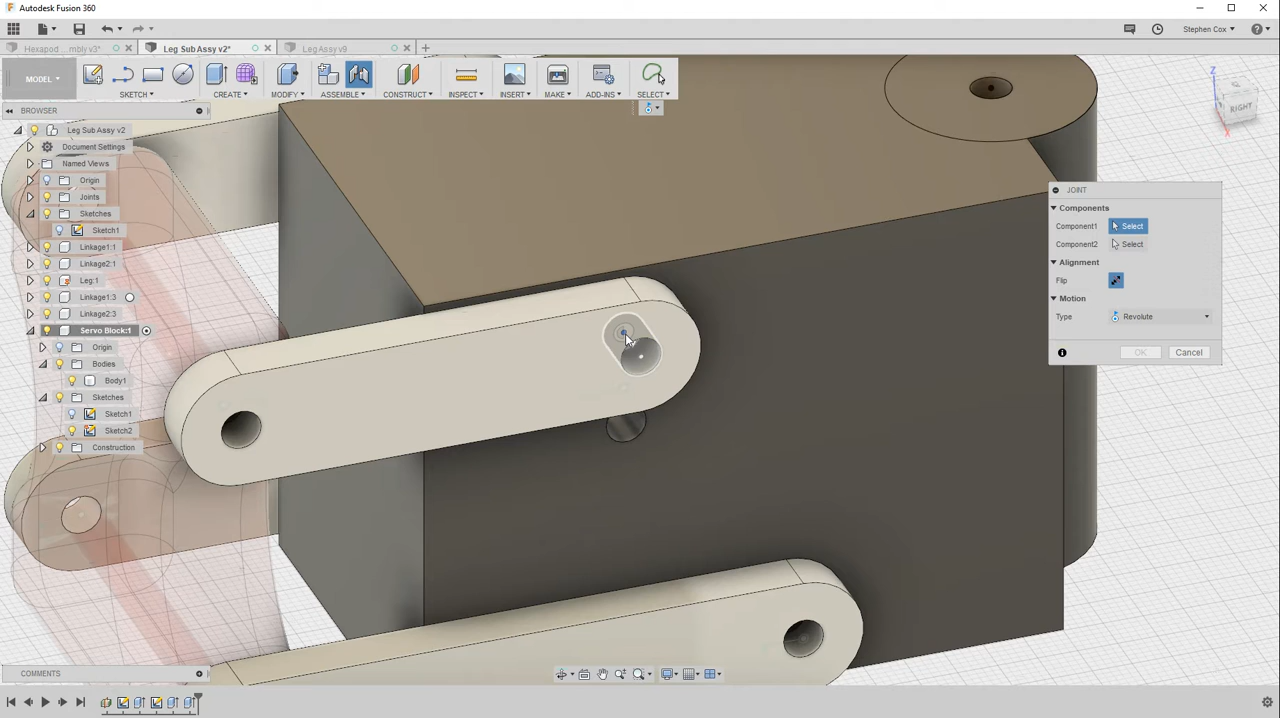 Autodesk Fusion 360
Stephen Cox
Hexapod ...mbly v3*
Leg Sub Assy v2*
Leg Assy v9
MODEL
SKETCH
CREATE
MODIFY
ASSEMBLE
CONSTRUCT
INSPECT
INSERT
MAKE
ADD-INS
SELECT
BROWSER
Leg Sub Assy v2
Document Settings
Named Views
Origin
Joints
Sketches
Sketch1
Linkage1:1
Linkage2:1
Leg:1
Linkage1:3
Linkage2:3
Servo Block:1
Origin
Bodies
Body1
Sketches
Sketch1
Sketch2
Construction
Z
RIGHT
X
JOINT
Components
Component1 Select
Component2 Select
Alignment
Flip
Motion
Type Revolute
OK Cancel
COMMENTS